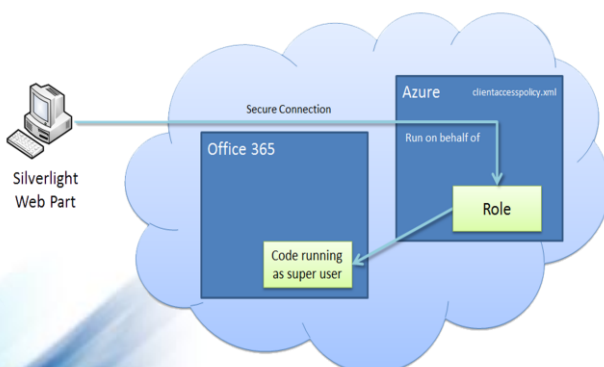 Azure
clientaccesspolicy.xml
Secure Connection
Run on behalf of
Office 365
Silverlight
Web Part
Role
Code running
as super user